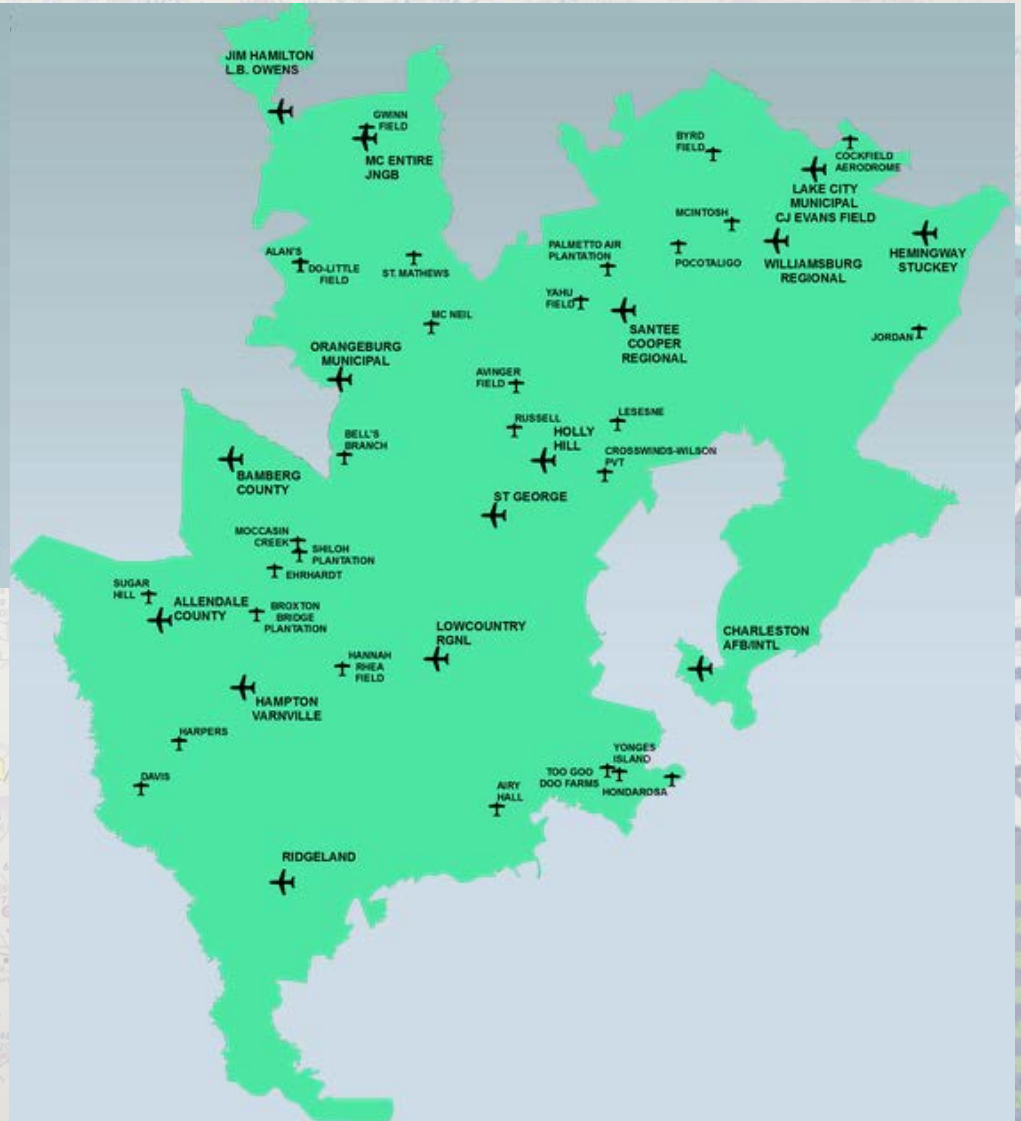 JIM HAMILTON
L.B. OWENS
GWINN
FIELD
MC ENTIRE
JNGB
BYRD
FIELD
COCKFIELD
AERODROME
LAKE CITY
MUNICIPAL
CJ EVANS FIELD
MCINTOSH
ALAN'S
DO-LITTLE
FIELD
ST. MATHEWS
PALMETTO AIR
PLANTATION
POCOTALIGO
WILLIAMSBURG
REGIONAL
HEMINGWAY
STUCKEY
YAHU
FIELD
MC NEIL
SANTEE
COOPER
REGIONAL
JORDAN
ORANGEBURG
MUNICIPAL
AVINGER
FIELD
RUSSELL
LESESNE
BELL'S
BRANCH
HOLLY
HILL
CROSSWINDS-WILSON
PVT
BAMBERG
COUNTY
ST GEORGE
MOCCASIN
CREEK
SHILOH
PLANTATION
EHRHARDT
SUGAR
HILL
ALLENDALE
COUNTY
BROXTON
BRIDGE
PLANTATION
LOWCOUNTRY
RGNL
CHARLESTON
AFB/INTL
HANNAH
RHEA
FIELD
HAMPTON
VARNVILLE
HARPERS
DAVIS
YONGES
ISLAND
TOO GOO
DOO FARMS
HONDAROSA
AIRY
HALL
RIDGELAND